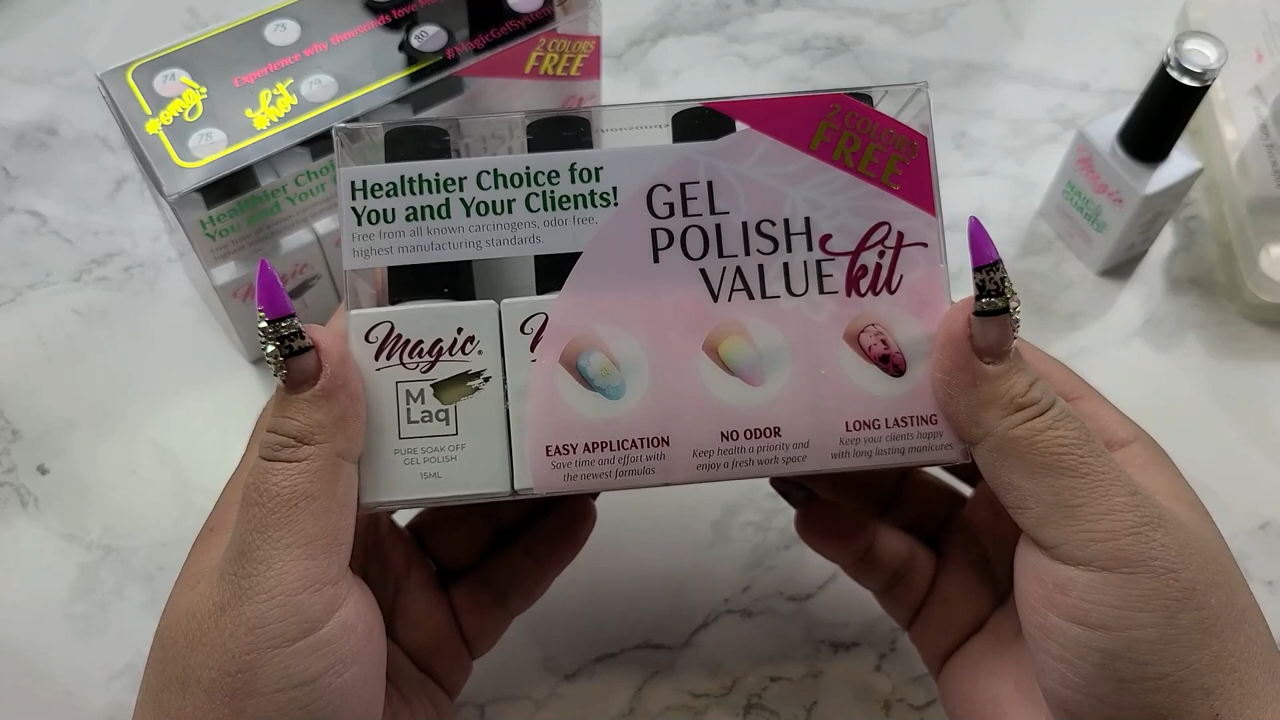 75
80
74
79
78
Experience why thousands love
#MagicGelSystem
#omg!
#hot
2 COLORS
FREE
Healthier Choi
You and Your
2 COLORS
FREE
Healthier Choice for
You and Your Clients!
Free from all known carcinogens, odor free,
highest manufacturing standards.
GEL
POLISH
VALUE kit
Magic®
M
Laq
PURE SOAK OFF
GEL POLISH
15ML
EASY APPLICATION
Save time and effort with
the newest formulas
NO ODOR
Keep health a priority and
enjoy a fresh work space
LONG LASTING
Keep your clients happy
with long lasting manicures
Magic